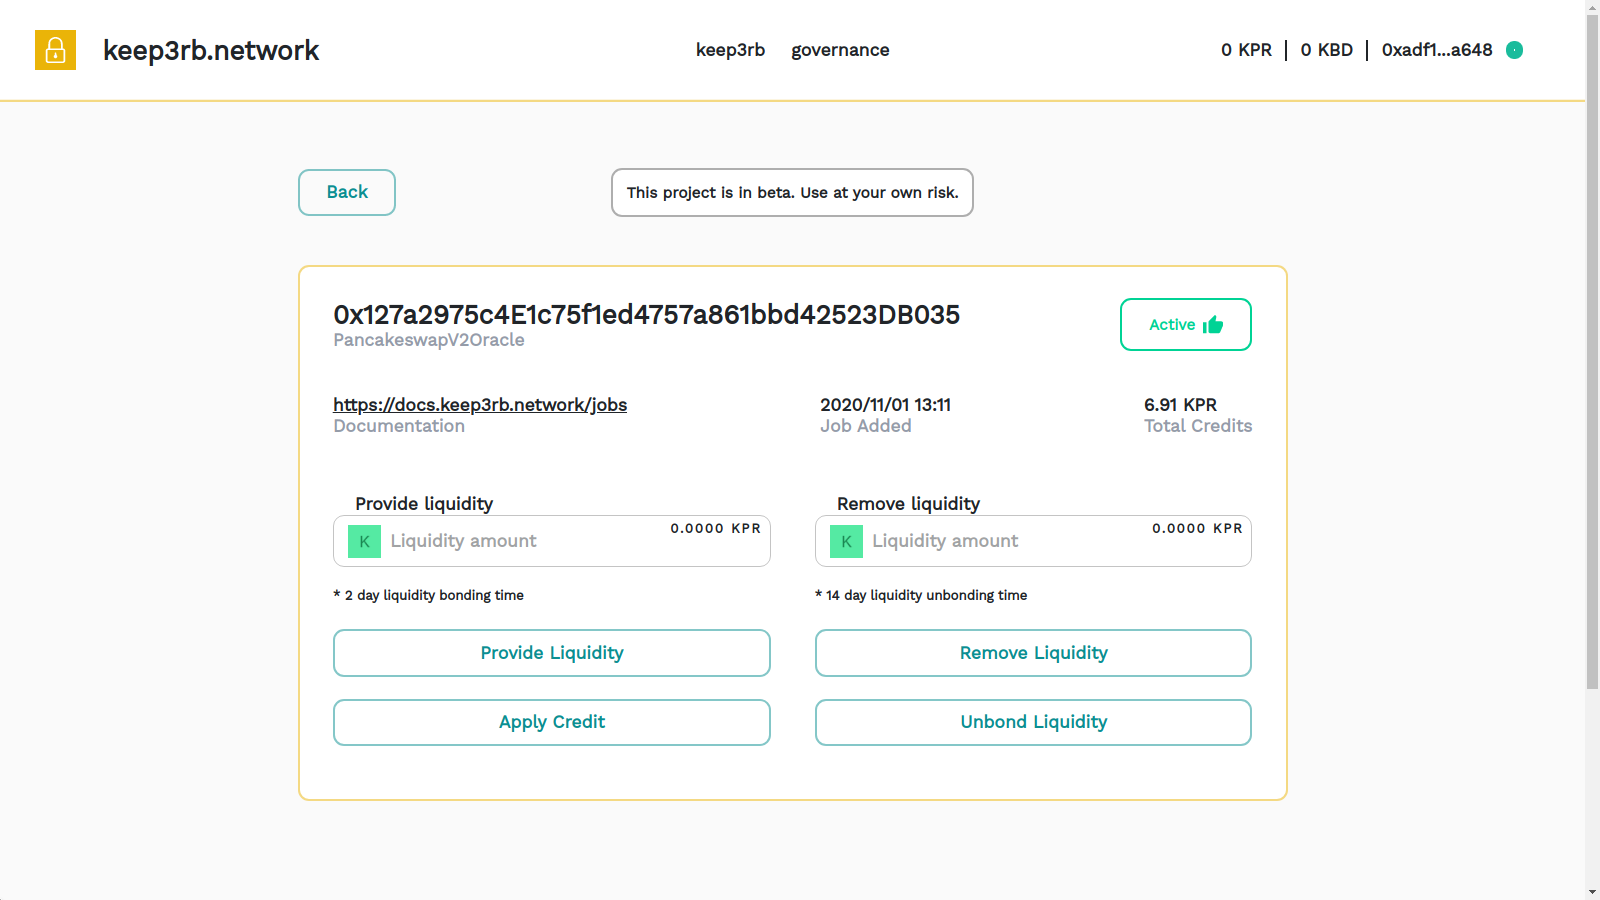 keep3rb.network
keep3rb governance
0 KPR 0 KBD 0xadf1...a648
Back
This project is in beta. Use at your own risk.
0x127a2975c4E1c75f1ed4757a861bbd42523DB035
PancakeswapV2Oracle
Active
https://docs.keep3rb.network/jobs
Documentation
2020/11/01 13:11
Job Added
6.91 KPR
Total Credits
Provide liquidity
0.0000 KPR
K Liquidity amount
* 2 day liquidity bonding time
Provide Liquidity
Apply Credit
Remove liquidity
0.0000 KPR
K Liquidity amount
* 14 day liquidity unbonding time
Remove Liquidity
Unbond Liquidity